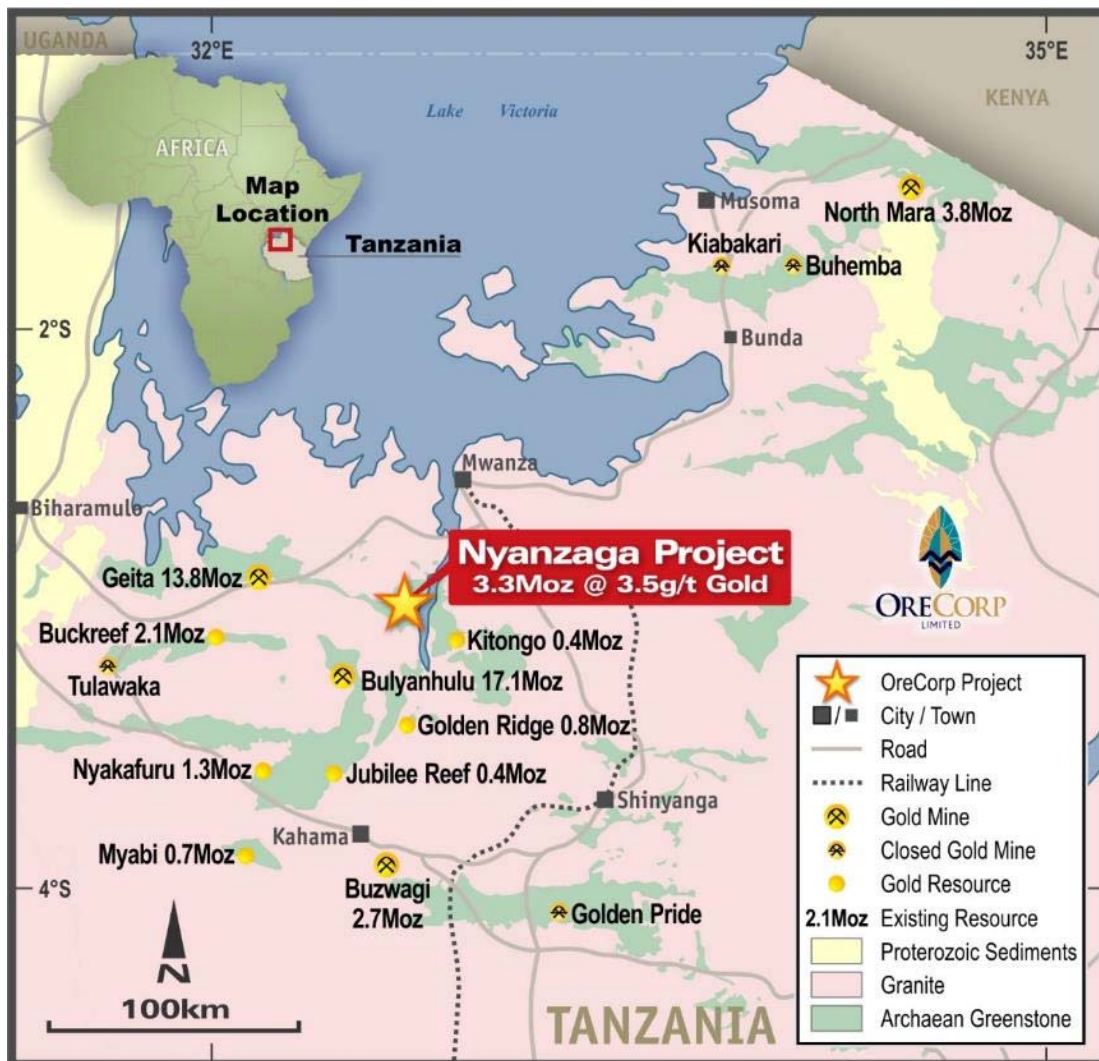 UGANDA
32°E
35°E
KENYA
Lake Victoria
AFRICA
Map
Location
Tanzania
Musoma
North Mara 3.8Moz
Kiabakari
Buhemba
2°S
Bunda
Mwanza
Biharamulo
Nyanzaga Project
3.3Moz @ 3.5g/t Gold
Geita 13.8Moz
ORECORP
LIMITED
Buckreef 2.1Moz
Kitongo 0.4Moz
Tulawaka
Bulyanhulu 17.1Moz
Golden Ridge 0.8Moz
Nyakafuru 1.3Moz
Jubilee Reef 0.4Moz
Shinyanga
Kahama
Myabi 0.7Moz
Buzwagi
2.7Moz
4°S
Golden Pride
N
100km
TANZANIA
OreCorp Project
/ City / Town
Road
Railway Line
Gold Mine
Closed Gold Mine
Gold Resource
2.1Moz Existing Resource
Proterozoic Sediments
Granite
Archaean Greenstone